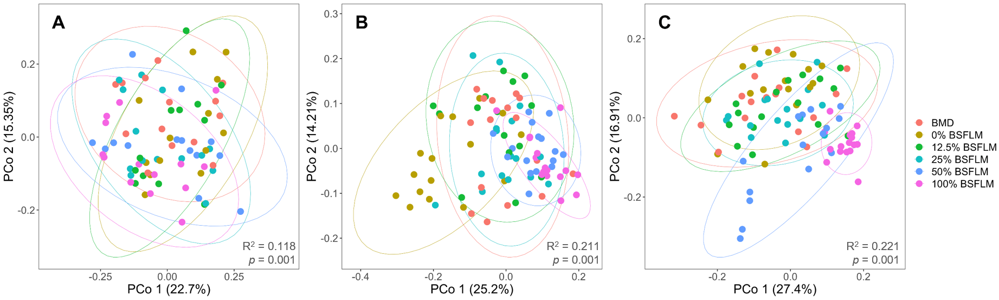 A
0.2
0.0
-0.2
-0.25
0.00
0.25
PCo 1 (22.7%)
PCo 2 (15.35%)
R² = 0.118
p = 0.001
B
0.3
0.2
0.1
0.0
-0.1
-0.2
-0.4
-0.2
0.0
0.2
PCo 1 (25.2%)
PCo 2 (14.21%)
R² = 0.211
p = 0.001
C
0.2
0.0
-0.2
-0.2
0.0
0.2
PCo 1 (27.4%)
PCo 2 (16.91%)
R² = 0.221
p = 0.001
BMD
0% BSFLM
12.5% BSFLM
25% BSFLM
50% BSFLM
100% BSFLM